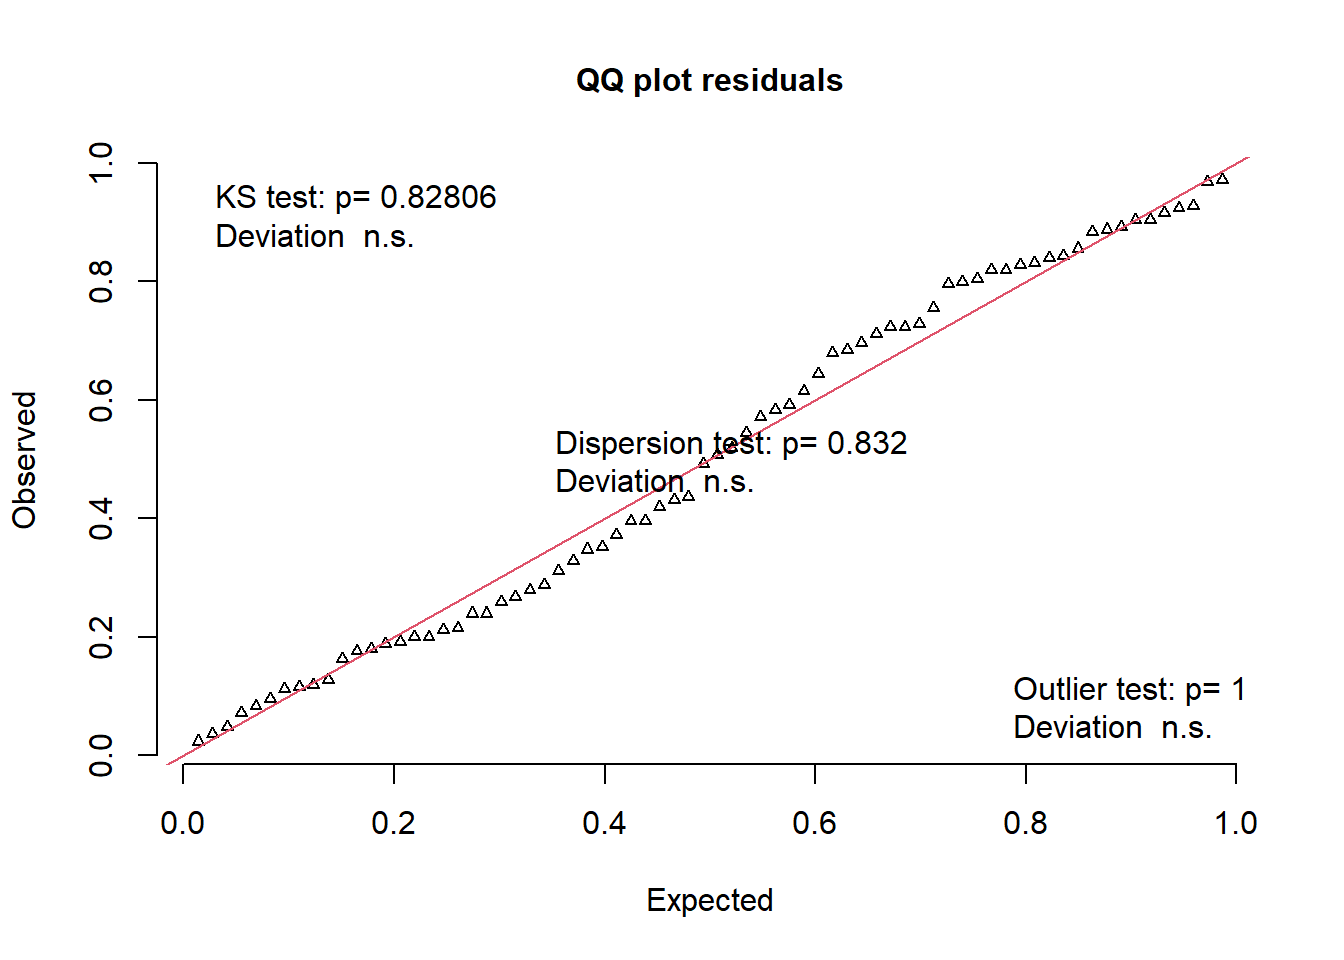 QQ plot residuals
KS test: p= 0.82806
Deviation  n.s.
Dispersion test: p= 0.832
Deviation  n.s.
Outlier test: p= 1
Deviation  n.s.
Observed
1.0
0.8
0.6
0.4
0.2
0.0
0.0 0.2 0.4 0.6 0.8 1.0
Expected